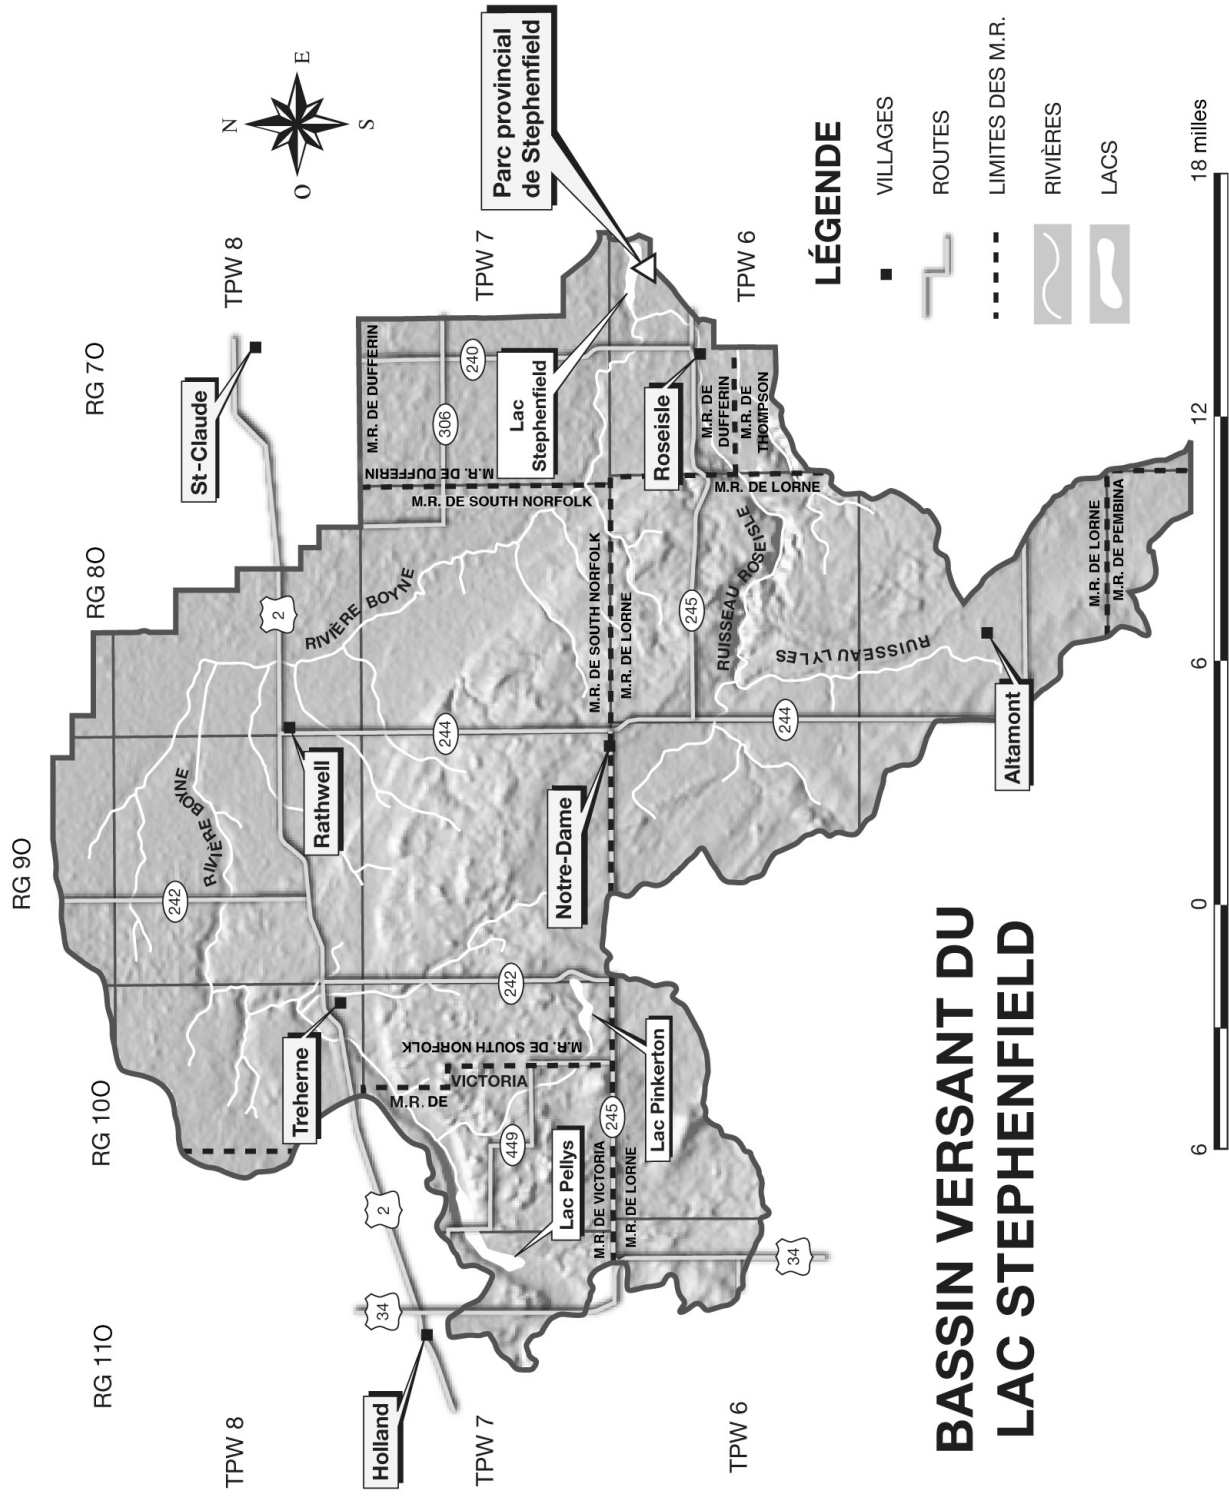 BASSIN VERSANT DU
LAC STEPHENFIELD
RG 11O
RG 10O
RG 9O
RG 8O
RG 7O
TPW 8
TPW 7
TPW 6
TPW 8
TPW 7
TPW 6
N
E
S
O
Parc provincial
de Stephenfield
Lac
Stephenfield
St-Claude
Roseisle
Rathwell
Notre-Dame
Altamont
Treherne
Lac Pinkerton
Lac Pellys
Holland
RIVIÈRE BOYNE
RIVIÈRE BOYNE
RUISSEAU ROSEISLE
RUISSEAU LYLES
M.R. DE DUFFERIN
M.R. DE DUFFERIN
M.R. DE SOUTH NORFOLK
M.R. DE SOUTH NORFOLK
M.R. DE LORNE
M.R. DE
DUFFERIN
M.R. DE
THOMPSON
M.R. DE LORNE
M.R. DE LORNE
M.R. DE PEMBINA
M.R. DE SOUTH NORFOLK
M.R. DE
VICTORIA
M.R. DE VICTORIA
M.R. DE LORNE
2
2
34
34
240
306
242
242
244
244
245
245
449
LÉGENDE
VILLAGES
ROUTES
LIMITES DES M.R.
RIVIÈRES
LACS
6
0
6
12
18 milles